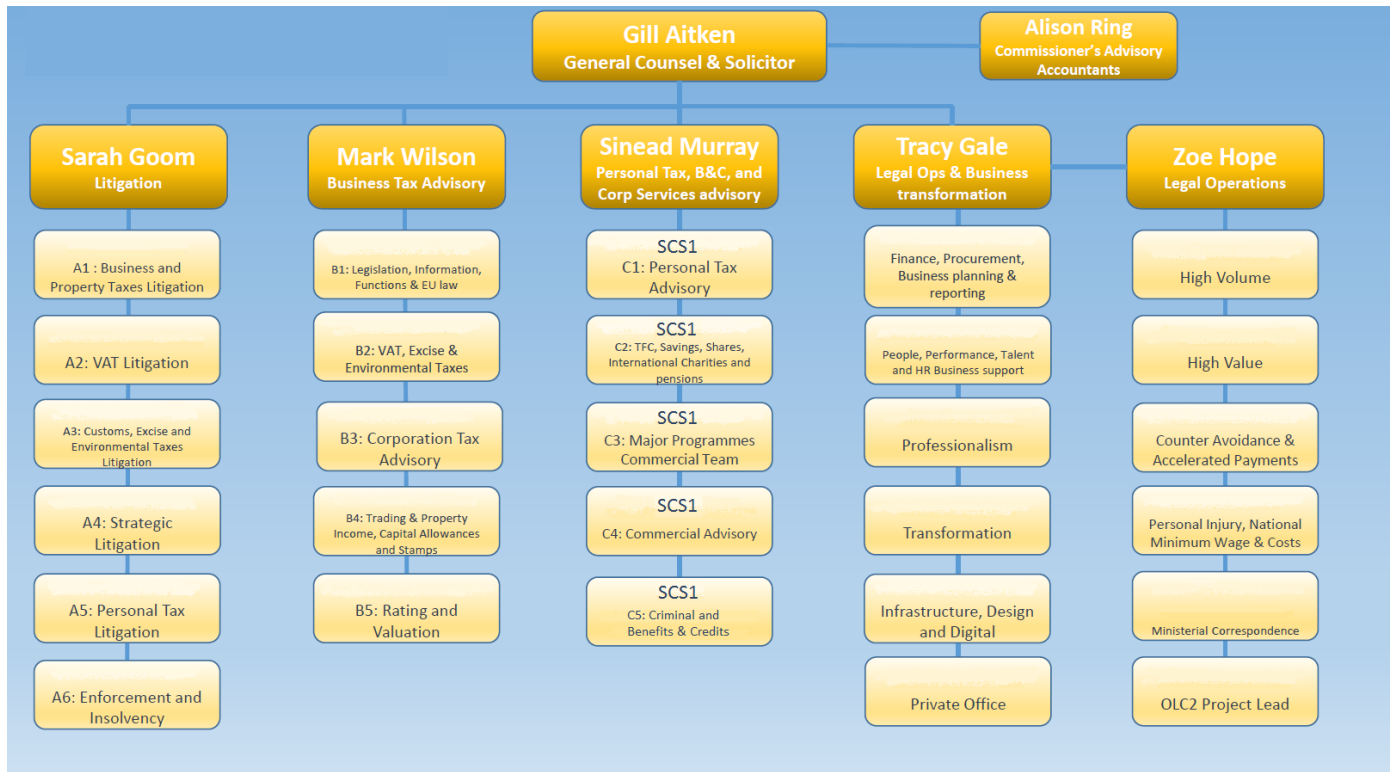 Gill Aitken
General Counsel & Solicitor
Alison Ring
Commissioner's Advisory
Accountants
Sarah Goom
Litigation
A1 : Business and
Property Taxes Litigation
A2: VAT Litigation
A3: Customs, Excise and
Environmental Taxes
Litigation
A4: Strategic
Litigation
A5: Personal Tax
Litigation
A6: Enforcement and
Insolvency
Mark Wilson
Business Tax Advisory
B1: Legislation, Information,
Functions & EU law
B2: VAT, Excise &
Environmental Taxes
B3: Corporation Tax
Advisory
B4: Trading & Property
Income, Capital Allowances
and Stamps
B5: Rating and
Valuation
Sinead Murray
Personal Tax, B&C, and
Corp Services advisory
SCS1
C1: Personal Tax
Advisory
SCS1
C2: TFC, Savings, Shares,
International Charities and
pensions
SCS1
C3: Major Programmes
Commercial Team
SCS1
C4: Commercial Advisory
SCS1
C5: Criminal and
Benefits & Credits
Tracy Gale
Legal Ops & Business
transformation
Finance, Procurement,
Business planning &
reporting
People, Performance, Talent
and HR Business support
Professionalism
Transformation
Infrastructure, Design
and Digital
Private Office
Zoe Hope
Legal Operations
High Volume
High Value
Counter Avoidance &
Accelerated Payments
Personal Injury, National
Minimum Wage & Costs
Ministerial Correspondence
OLC2 Project Lead